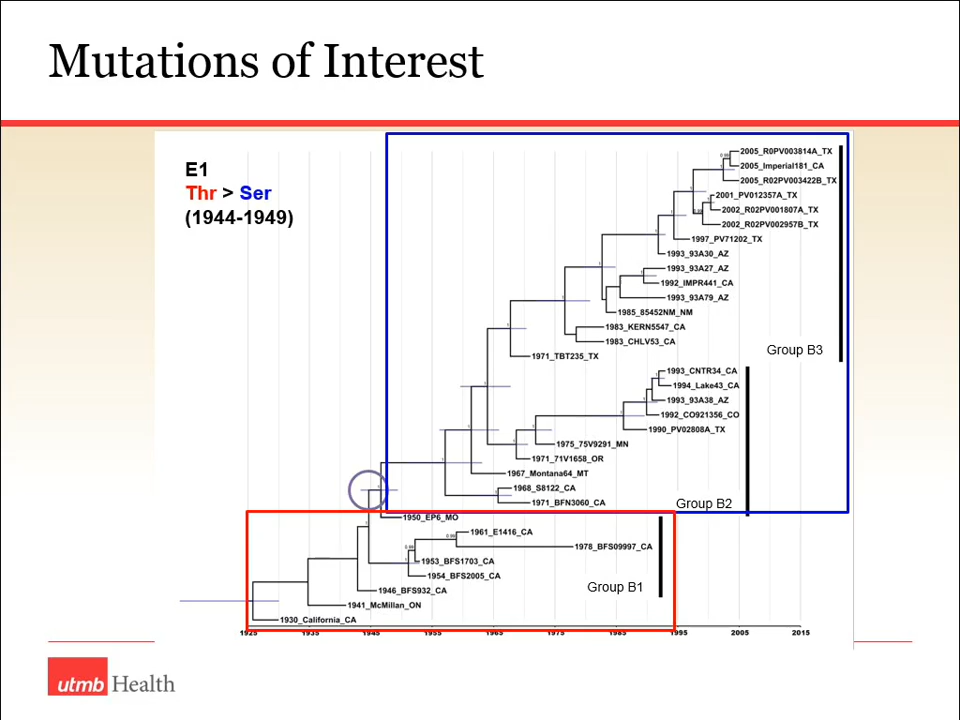 Mutations of Interest
E1
Thr > Ser
(1944-1949)
2005_R0PV003814A_TX
2005_Imperial181_CA
2005_R02PV003422B_TX
2001_PV012357A_TX
2002_R02PV001807A_TX
2002_R02PV002957B_TX
1997_PV71202_TX
1993_93A30_AZ
1993_93A27_AZ
1992_IMPR441_CA
1993_93A79_AZ
1985_85452NM_NM
1983_KERN5547_CA
1983_CHLV53_CA
Group B3
1971_TBT235_TX
1993_CNTR34_CA
1994_Lake43_CA
1993_93A38_AZ
1992_CO921356_CO
1990_PV02808A_TX
1975_75V9291_MN
1971_71V1658_OR
1967_Montana64_MT
1968_S8122_CA
1971_BFN3060_CA
Group B2
1950_EP6_MO
1961_E1416_CA
1978_BFS09997_CA
1953_BFS1703_CA
1954_BFS2005_CA
Group B1
1946_BFS932_CA
1941_McMillan_ON
1930_California_CA
1925 1935 1945 1955 1965 1975 1985 1995 2005 2015
utmb Health